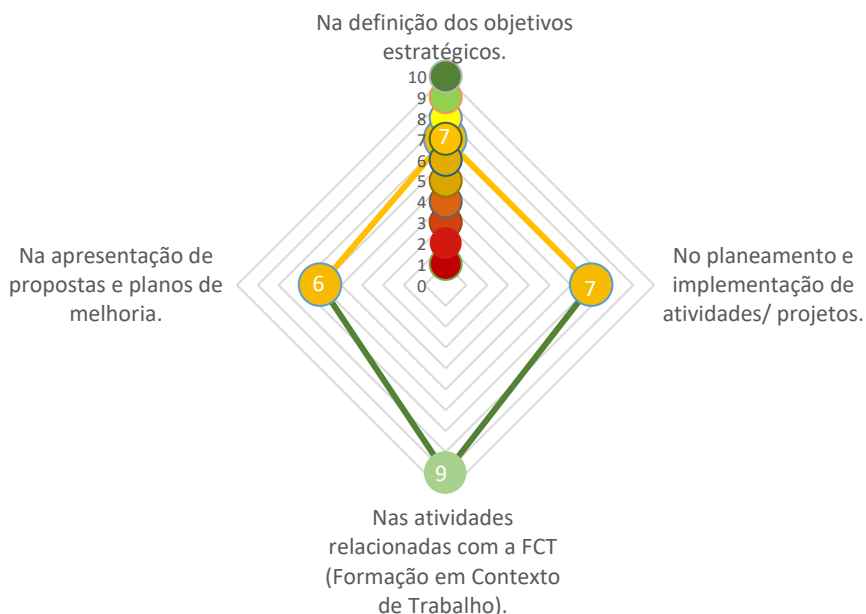 Na definição dos objetivos
estratégicos.
10
9
8
7
7
6
5
4
3
2
1
0
Na apresentação de
propostas e planos de
melhoria.
6
No planeamento e
implementação de
atividades/ projetos.
7
9
Nas atividades
relacionadas com a FCT
(Formação em Contexto
de Trabalho).